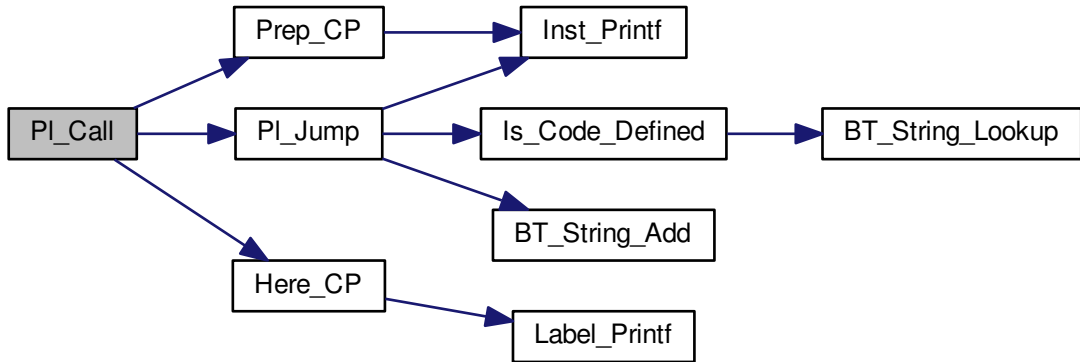 Prep_CP
Inst_Printf
Pl_Call
Pl_Jump
Is_Code_Defined
BT_String_Lookup
BT_String_Add
Here_CP
Label_Printf